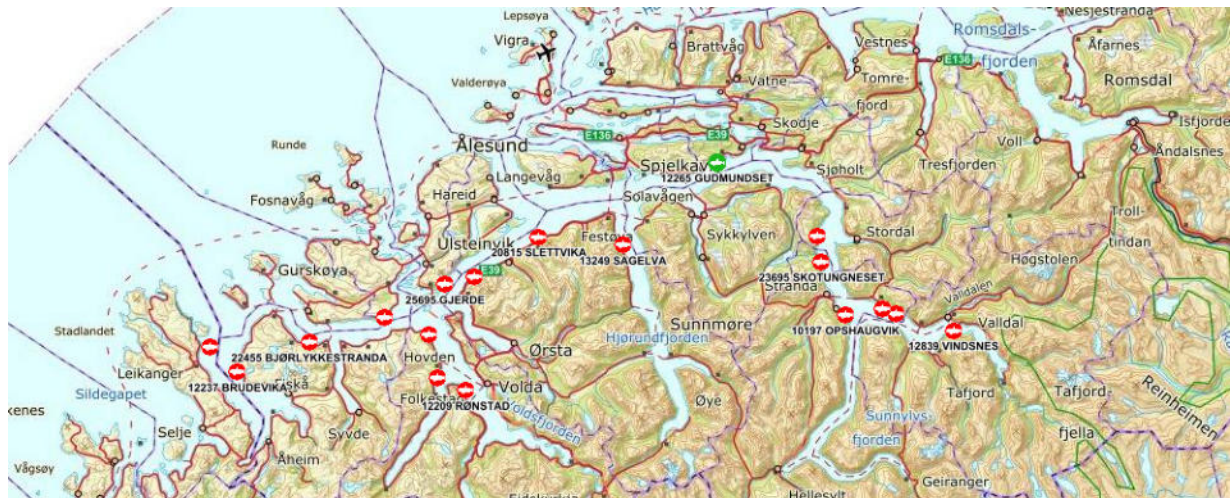 Lepsøya
Vigra
Brattvåg
Vestnes
Romsdals-
fjorden
Nesjestranda
Åfarnes
E136
Valderøya
Vatne
Tomre-
fjord
Romsdal
Isfjorden
Runde
E136
E39
Skodje
Voll
Åndalsnes
Ålesund
Langevåg
Spjelkav
12265 GUDMUNDSET
Sjøholt
Tresfjorden
Fosnavåg
Hareid
Solavågen
Ulsteinvik
20815 SLETTVIKA
Festøya
13249 SAGELVA
Sykkylven
Stordal
Troll-
tindan
Gurskøya
E39
25695 GJERDE
23695 SKOTUNGNESET
Høgstolen
Stranda
Valldalen
Stadlandet
Leikanger
22455 BJØRLYKKESTRANDA
Hovden
Ørsta
Hjørundfjorden
Sunnmøre
10197 OPSHAUGVIK
12839 VINDSNES
Valldal
12237 BRUDEVIKA
Sildegapet
Folkestad
Volda
12209 RØNSTAD
Voldsfjorden
Øye
Tafjord
Tafjord
fjella
Reinheimen
Selje
Syvde
Åheim
Sunnylvs-
fjorden
Vågsøy
Hellesylt
Geiranger